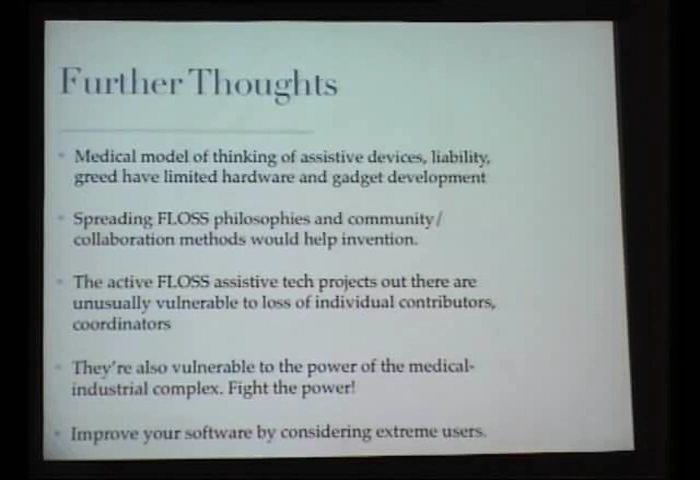 Further Thoughts
Medical model of thinking of assistive devices, liability,
greed have limited hardware and gadget development
Spreading FLOSS philosophies and community/
collaboration methods would help invention.
The active FLOSS assistive tech projects out there are
unusually vulnerable to loss of individual contributors,
coordinators
They're also vulnerable to the power of the medical-
industrial complex. Fight the power!
Improve your software by considering extreme users.